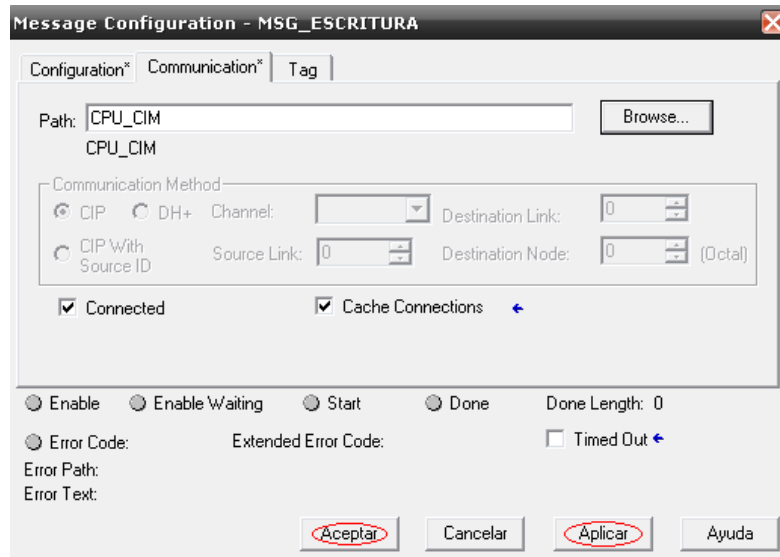 Message Configuration - MSG_ESCRITURA
Configuration* Communication* Tag
Path: CPU_CIM Browse...
CPU_CIM
Communication Method
CIP DH+ Channel: Destination Link: 0
CIP With Source ID Source Link: 0 Destination Node: 0 (Octal)
Connected Cache Connections
Enable Enable Waiting Start Done Done Length: 0
Error Code: Extended Error Code: Timed Out
Error Path:
Error Text:
Aceptar Cancelar Aplicar Ayuda